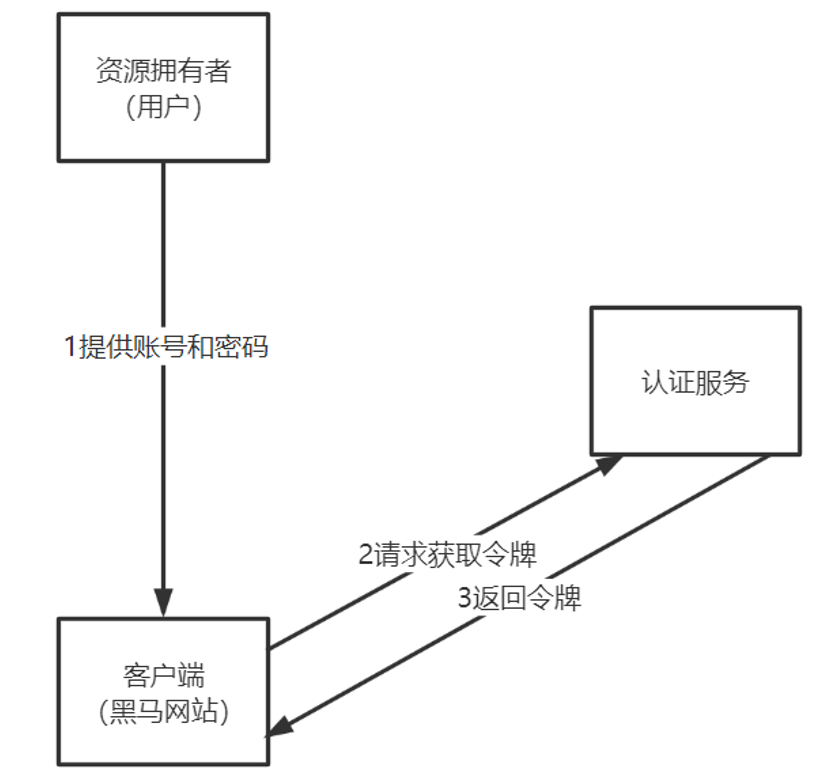 资源拥有者
（用户）
1提供账号和密码
认证服务
2请求获取令牌
3返回令牌
客户端
（黑马网站）